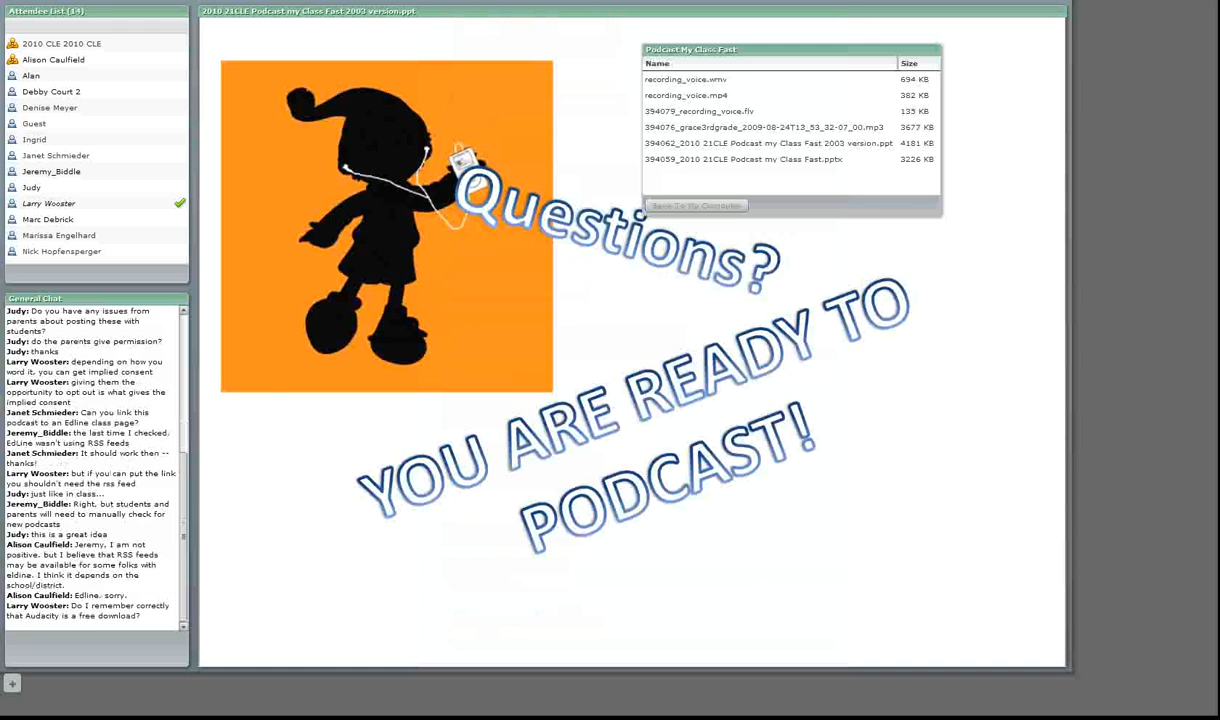 Attendee List (14)
2010 CLE 2010 CLE
Alison Caulfield
Alan
Debby Court 2
Denise Meyer
Guest
Ingrid
Janet Schmieder
Jeremy_Biddle
Judy
Larry Wooster
Marc Debrick
Marissa Engelhard
Nick Hopfensperger
General Chat
Judy: Do you have any issues from
parents about posting these with
students?
Judy: do the parents give permission?
Judy: thanks
Larry Wooster: depending on how you
word it, you can get implied consent
Larry Wooster: giving them the
opportunity to opt out is what gives the
implied consent
Janet Schmieder: Can you link this
podcast to an Edline class page?
Jeremy_Biddle: the last time I checked,
EdLine wasn't using RSS feeds
Janet Schmieder: It should work then --
thanks!
Larry Wooster: but if you can put the link
you shouldn't need the rss feed
Judy: just like in class...
Jeremy_Biddle: Right, but students and
parents will need to manually check for
new podcasts
Judy: this is a great idea
Alison Caulfield: Jeremy, I am not
positive, but I believe that RSS feeds
may be available for some folks with
eldine. I think it depends on the
school/district.
Alison Caulfield: Edline, sorry.
Larry Wooster: Do I remember correctly
that Audacity is a free download?
2010 21CLE Podcast my Class Fast 2003 version.ppt
Podcast My Class Fast
Name Size
recording_voice.wmv 694 KB
recording_voice.mp4 382 KB
394079_recording_voice.flv 135 KB
394076_grace3rdgrade_2009-08-24T13_53_32-07_00.mp3 3677 KB
394062_2010 21CLE Podcast my Class Fast 2003 version.ppt 4181 KB
394059_2010 21CLE Podcast my Class Fast.pptx 3226 KB
Save To My Computer
Questions?
YOU ARE READY TO
PODCAST!